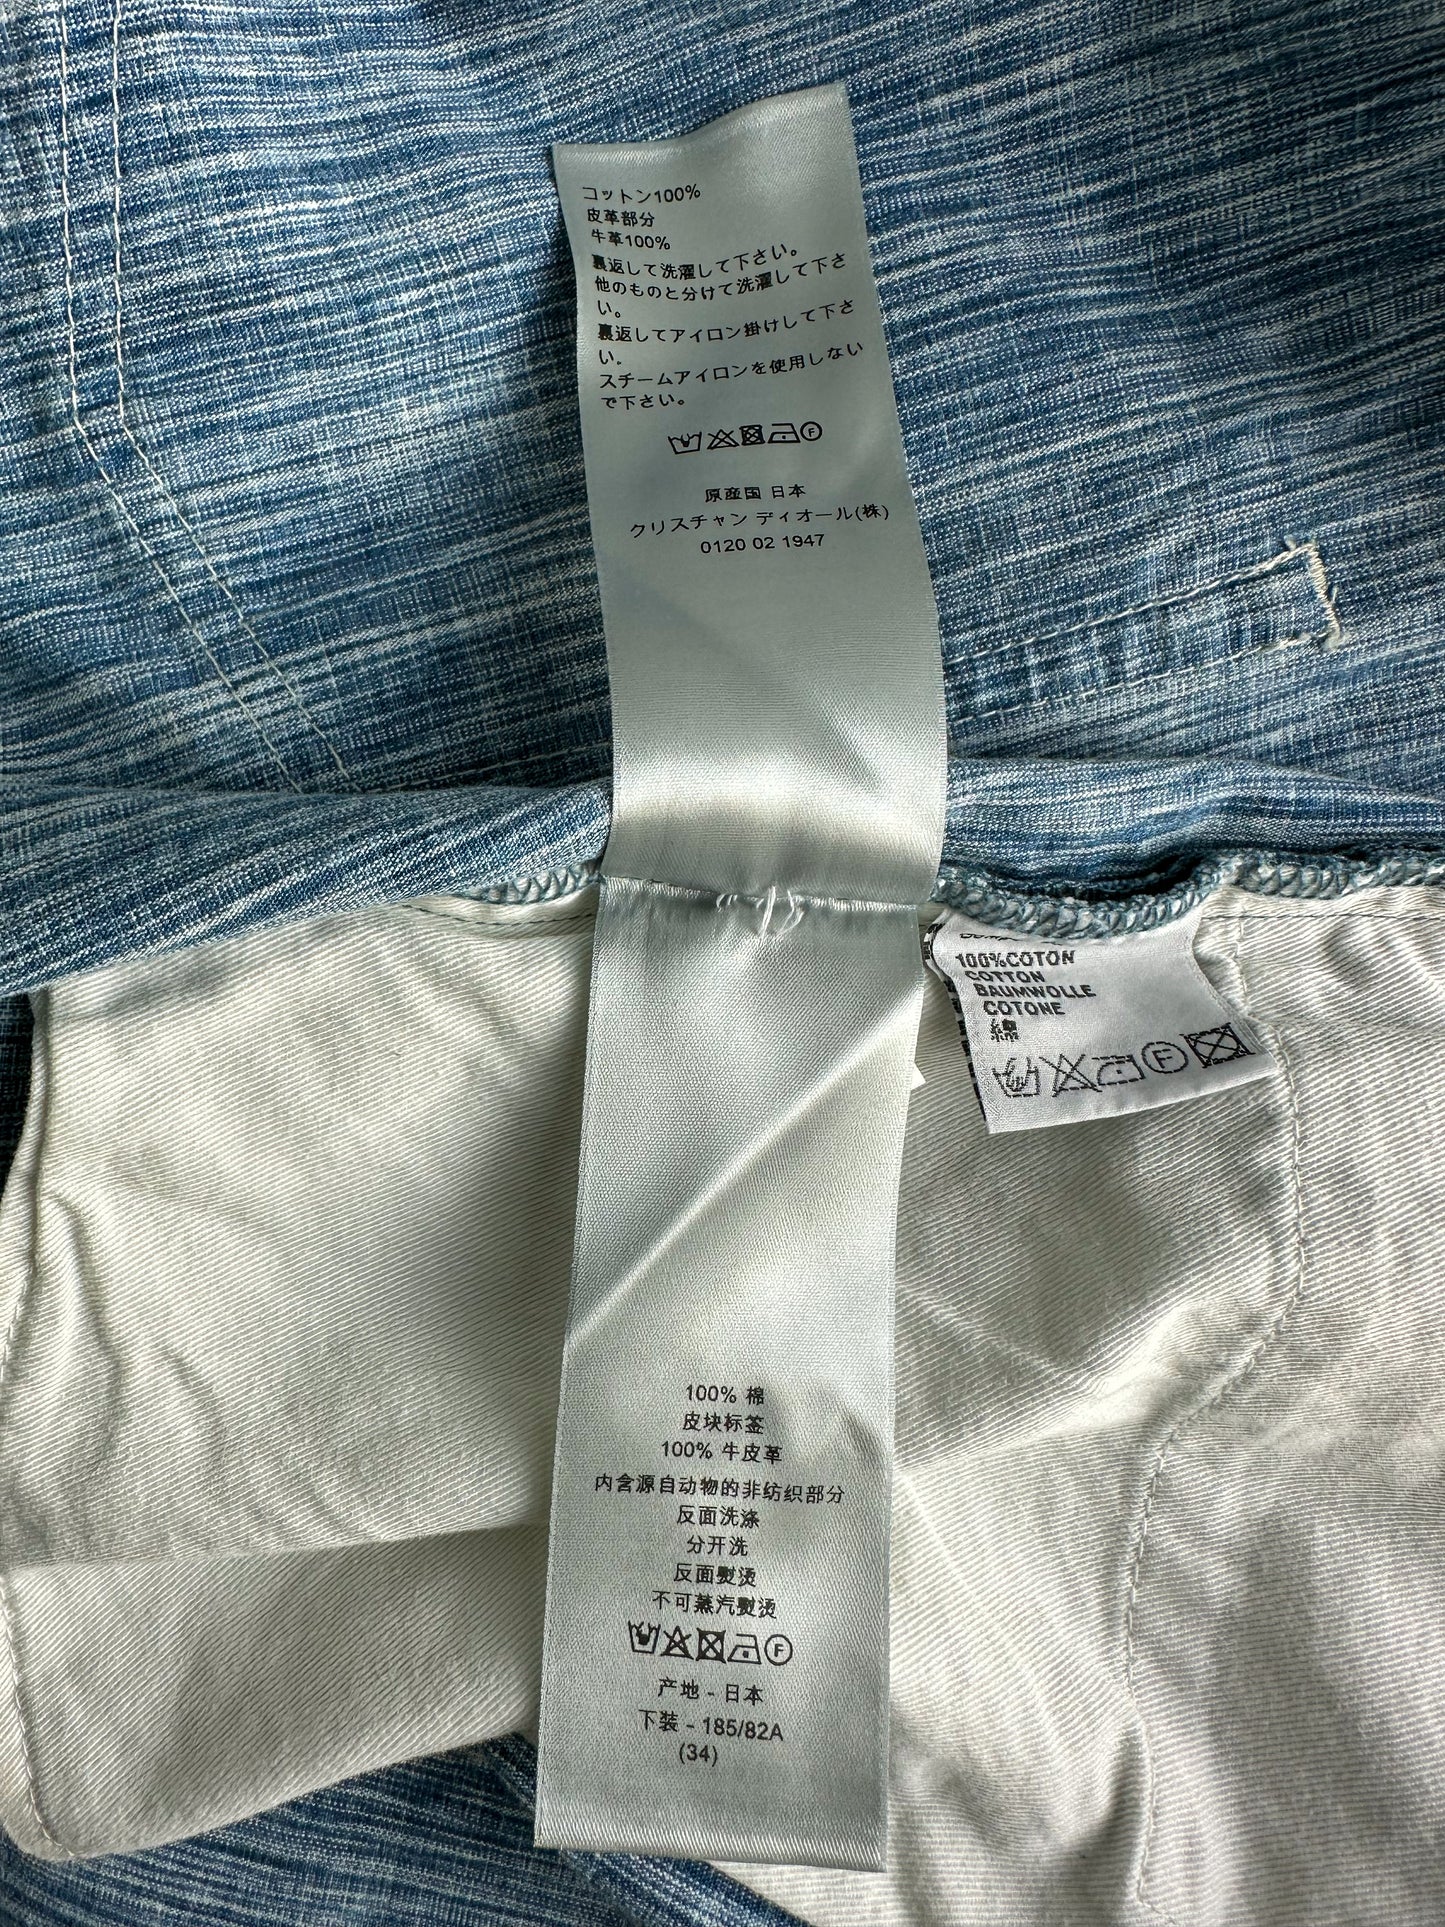 コットン100%
皮革部分
牛革100%
裏返して洗濯して下さい。
他のものと分けて洗濯して下さ
い。
裏返してアイロン掛けして下さ
い。
スチームアイロンを使用しない
で下さい。
F
原産国 日本
クリスチャン ディオール(株)
0120 02 1947
100%COTON
COTTON
BAUMWOLLE
COTONE
綿
F
100% 棉
皮块标签
100% 牛皮革
内含源自动物的非纺织部分
反面洗涤
分开洗
反面熨烫
不可蒸汽熨烫
F
产地 - 日本
下装 - 185/82A
(34)